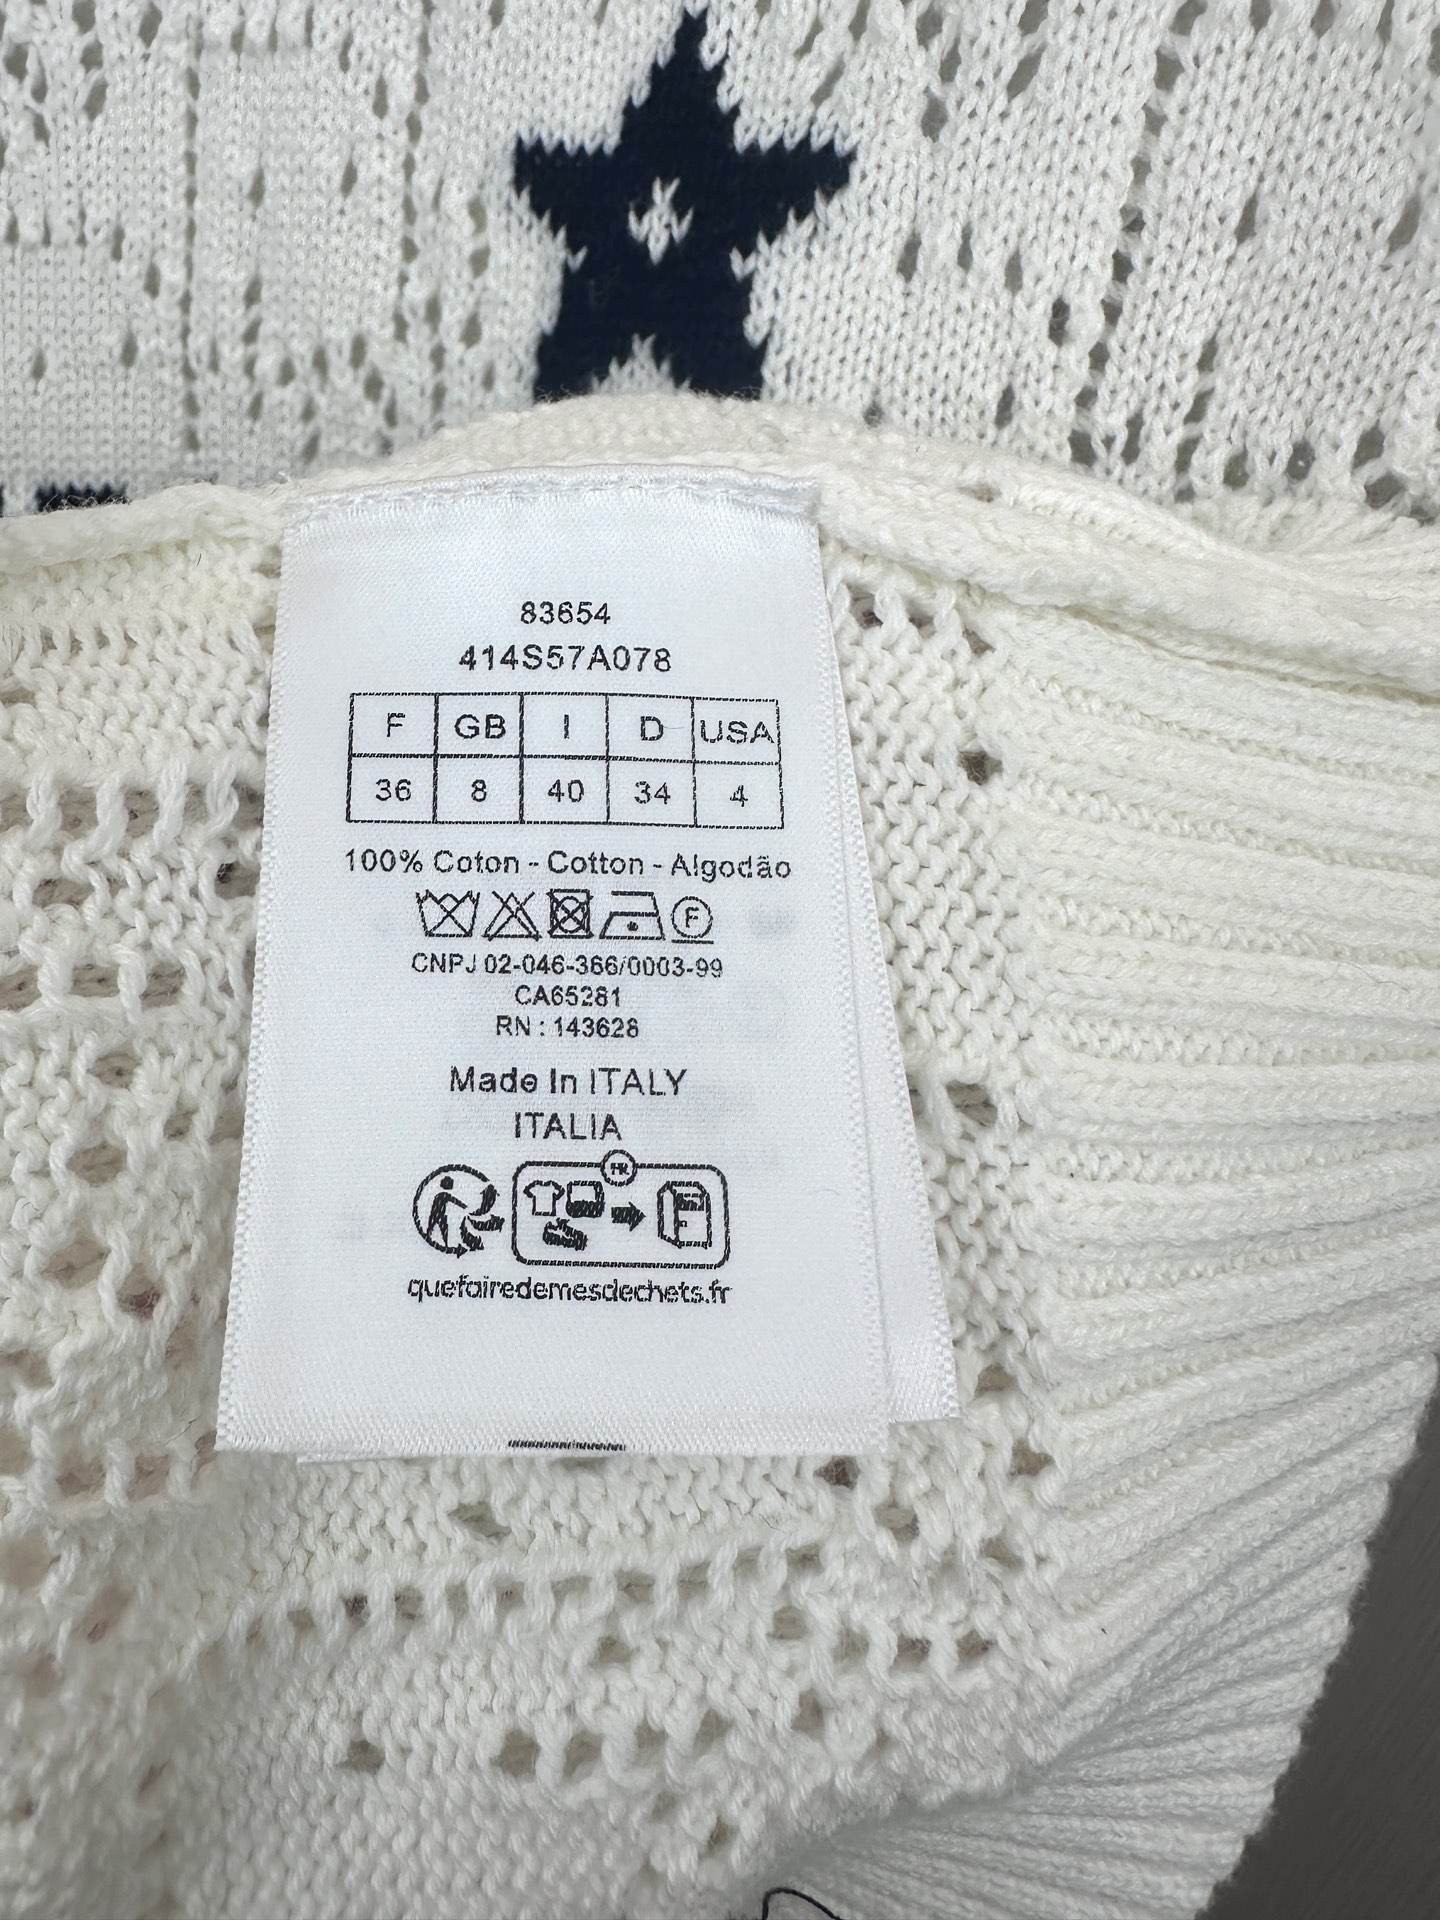 83654
414S57A078
F GB I D USA
36 8 40 34 4
100% Coton - Cotton - Algodão
F
CNPJ 02-046-366/0003-99
CA65281
RN : 143628
Made In ITALY
ITALIA
FR
quefairedemesdechets.fr